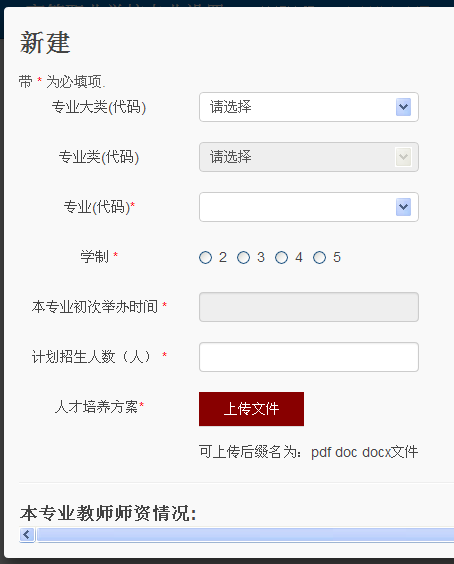 新建
带 * 为必填项.
专业大类(代码) 请选择
专业类(代码) 请选择
专业(代码)*
学制 * 2 3 4 5
本专业初次举办时间 *
计划招生人数（人） *
人才培养方案* 上传文件
可上传后缀名为：pdf doc docx文件
本专业教师师资情况: